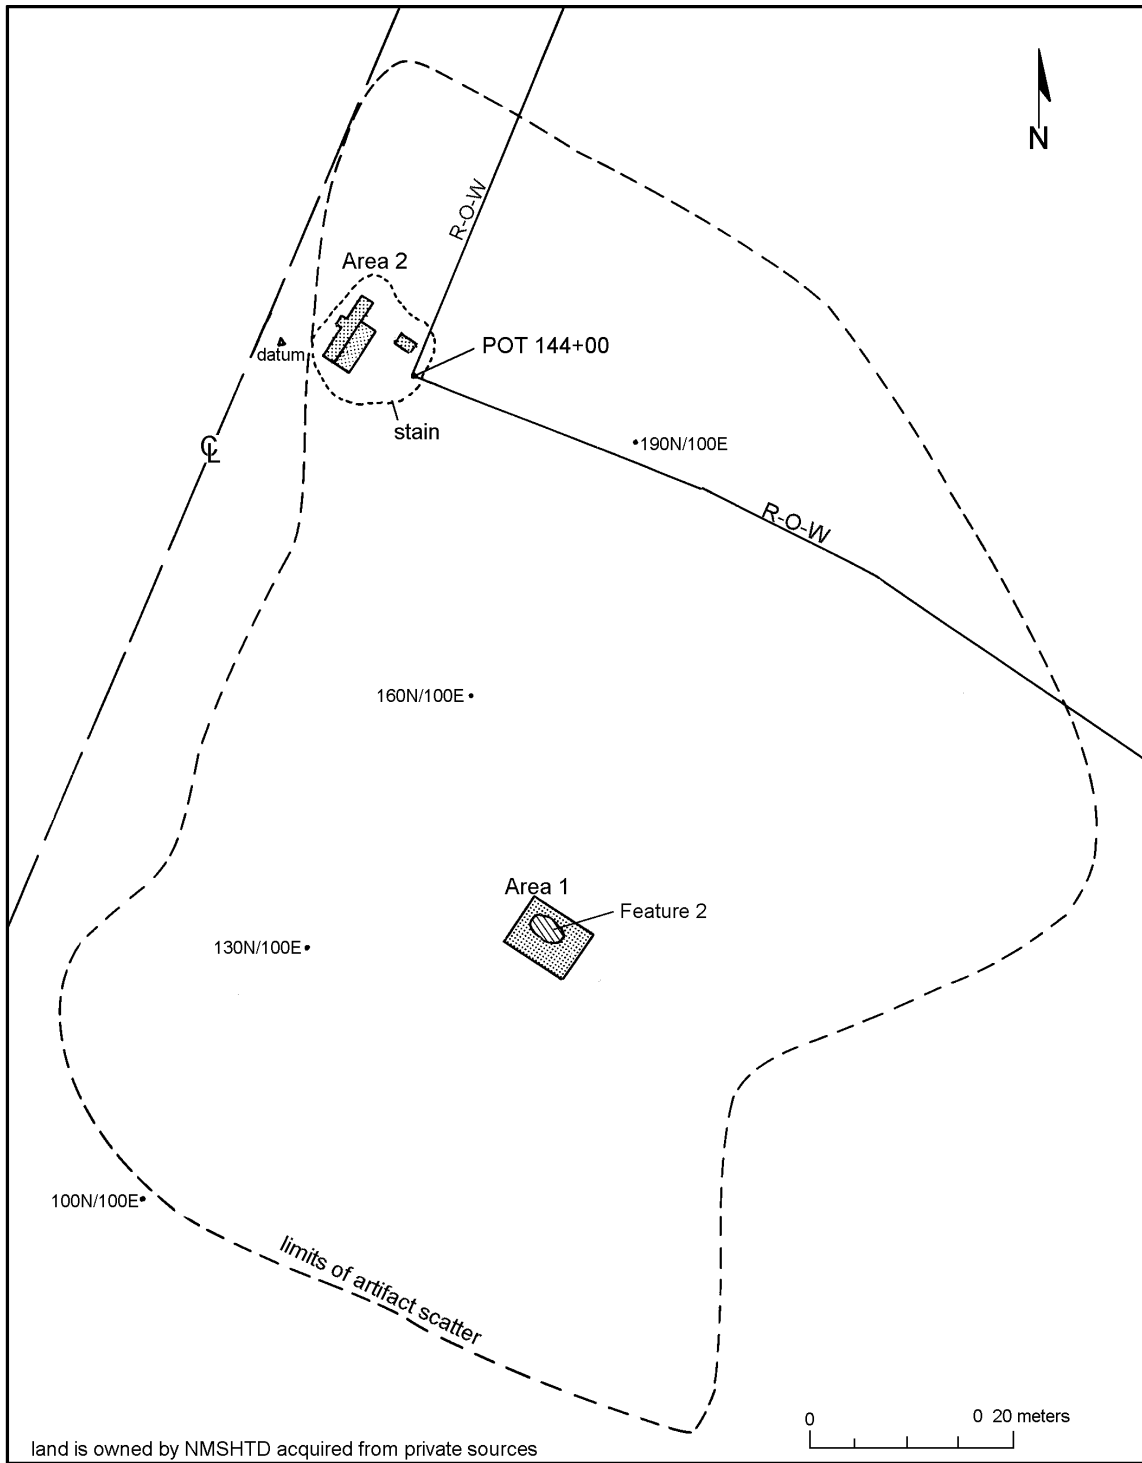 N
R-O-W
Area 2
datum
POT 144+00
stain
190N/100E
CL
R-O-W
160N/100E
Area 1
Feature 2
130N/100E
100N/100E
limits of artifact scatter
0 0 20 meters
land is owned by NMSHTD acquired from private sources